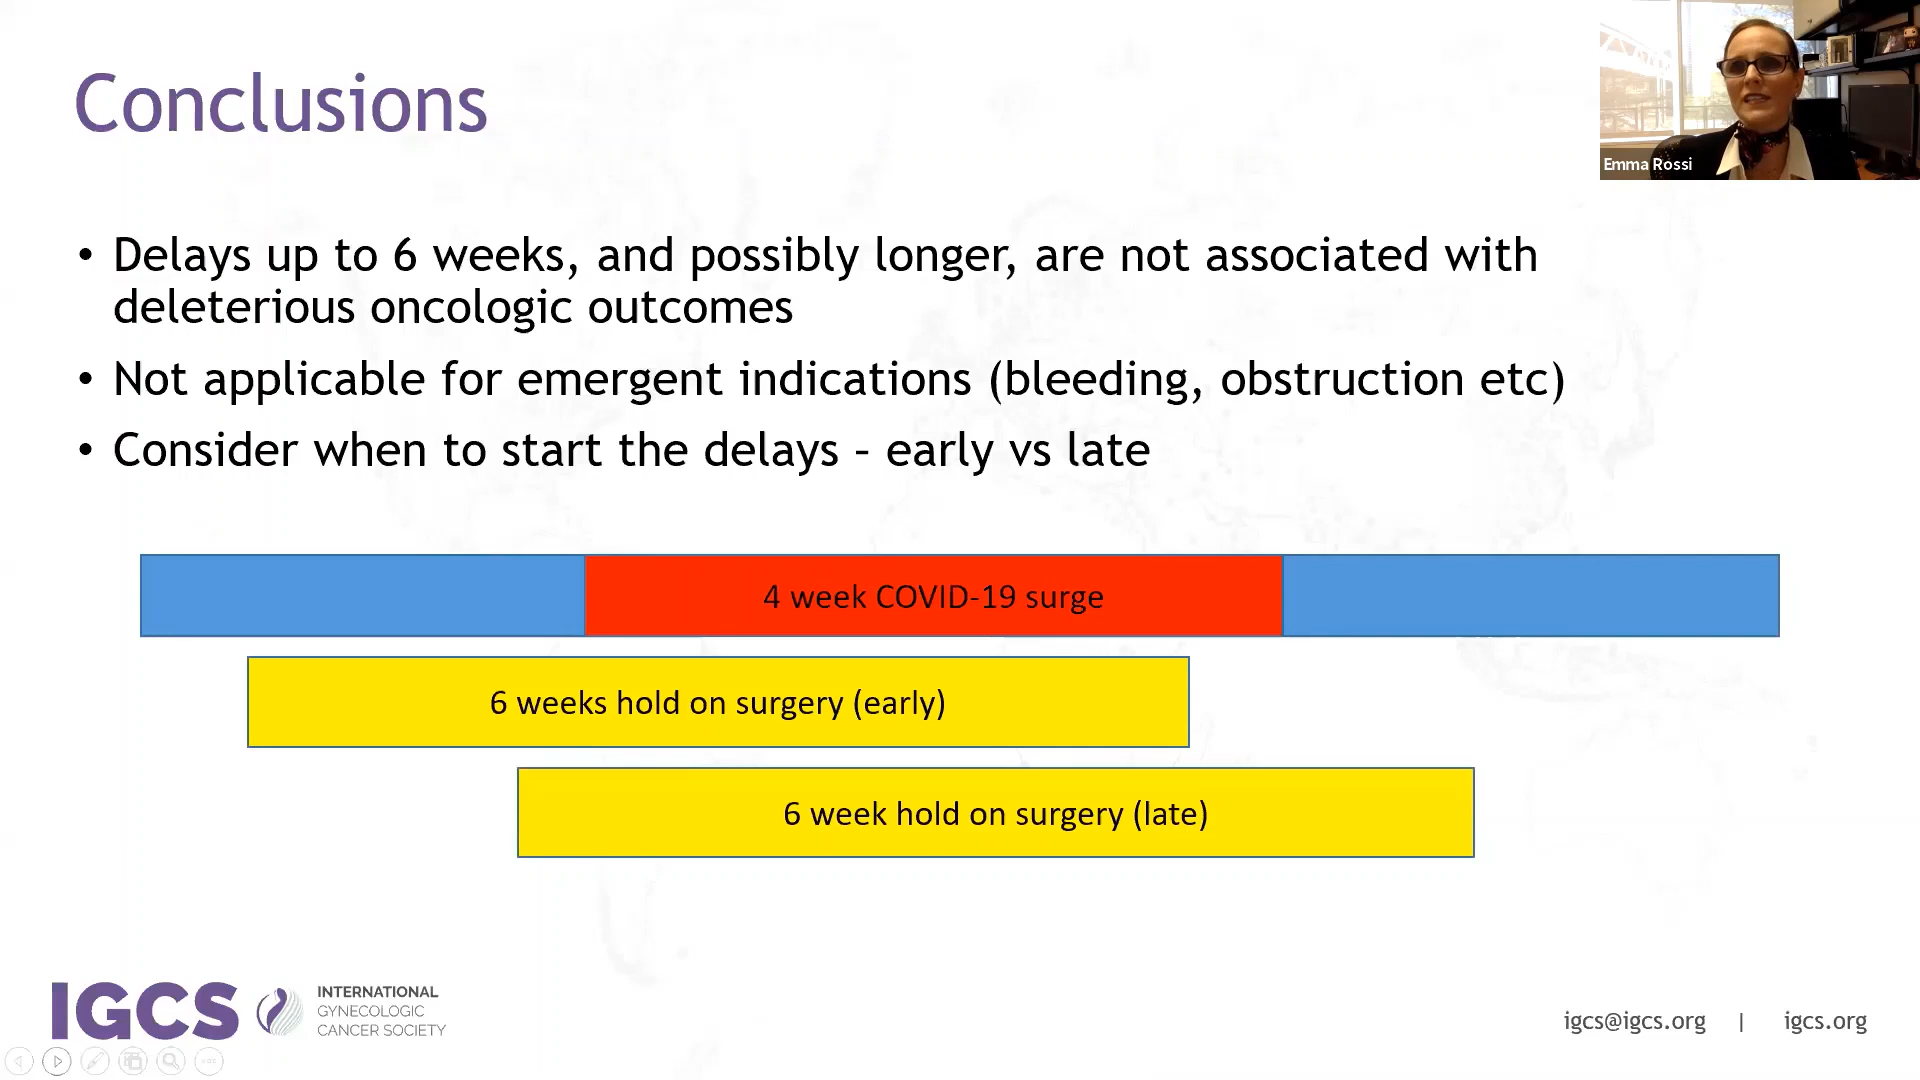 Conclusions
Emma Rossi
• Delays up to 6 weeks, and possibly longer, are not associated with
deleterious oncologic outcomes
• Not applicable for emergent indications (bleeding, obstruction etc)
• Consider when to start the delays – early vs late
4 week COVID-19 surge
6 weeks hold on surgery (early)
6 week hold on surgery (late)
IGCS
INTERNATIONAL
GYNECOLOGIC
CANCER SOCIETY
igcs@igcs.org | igcs.org